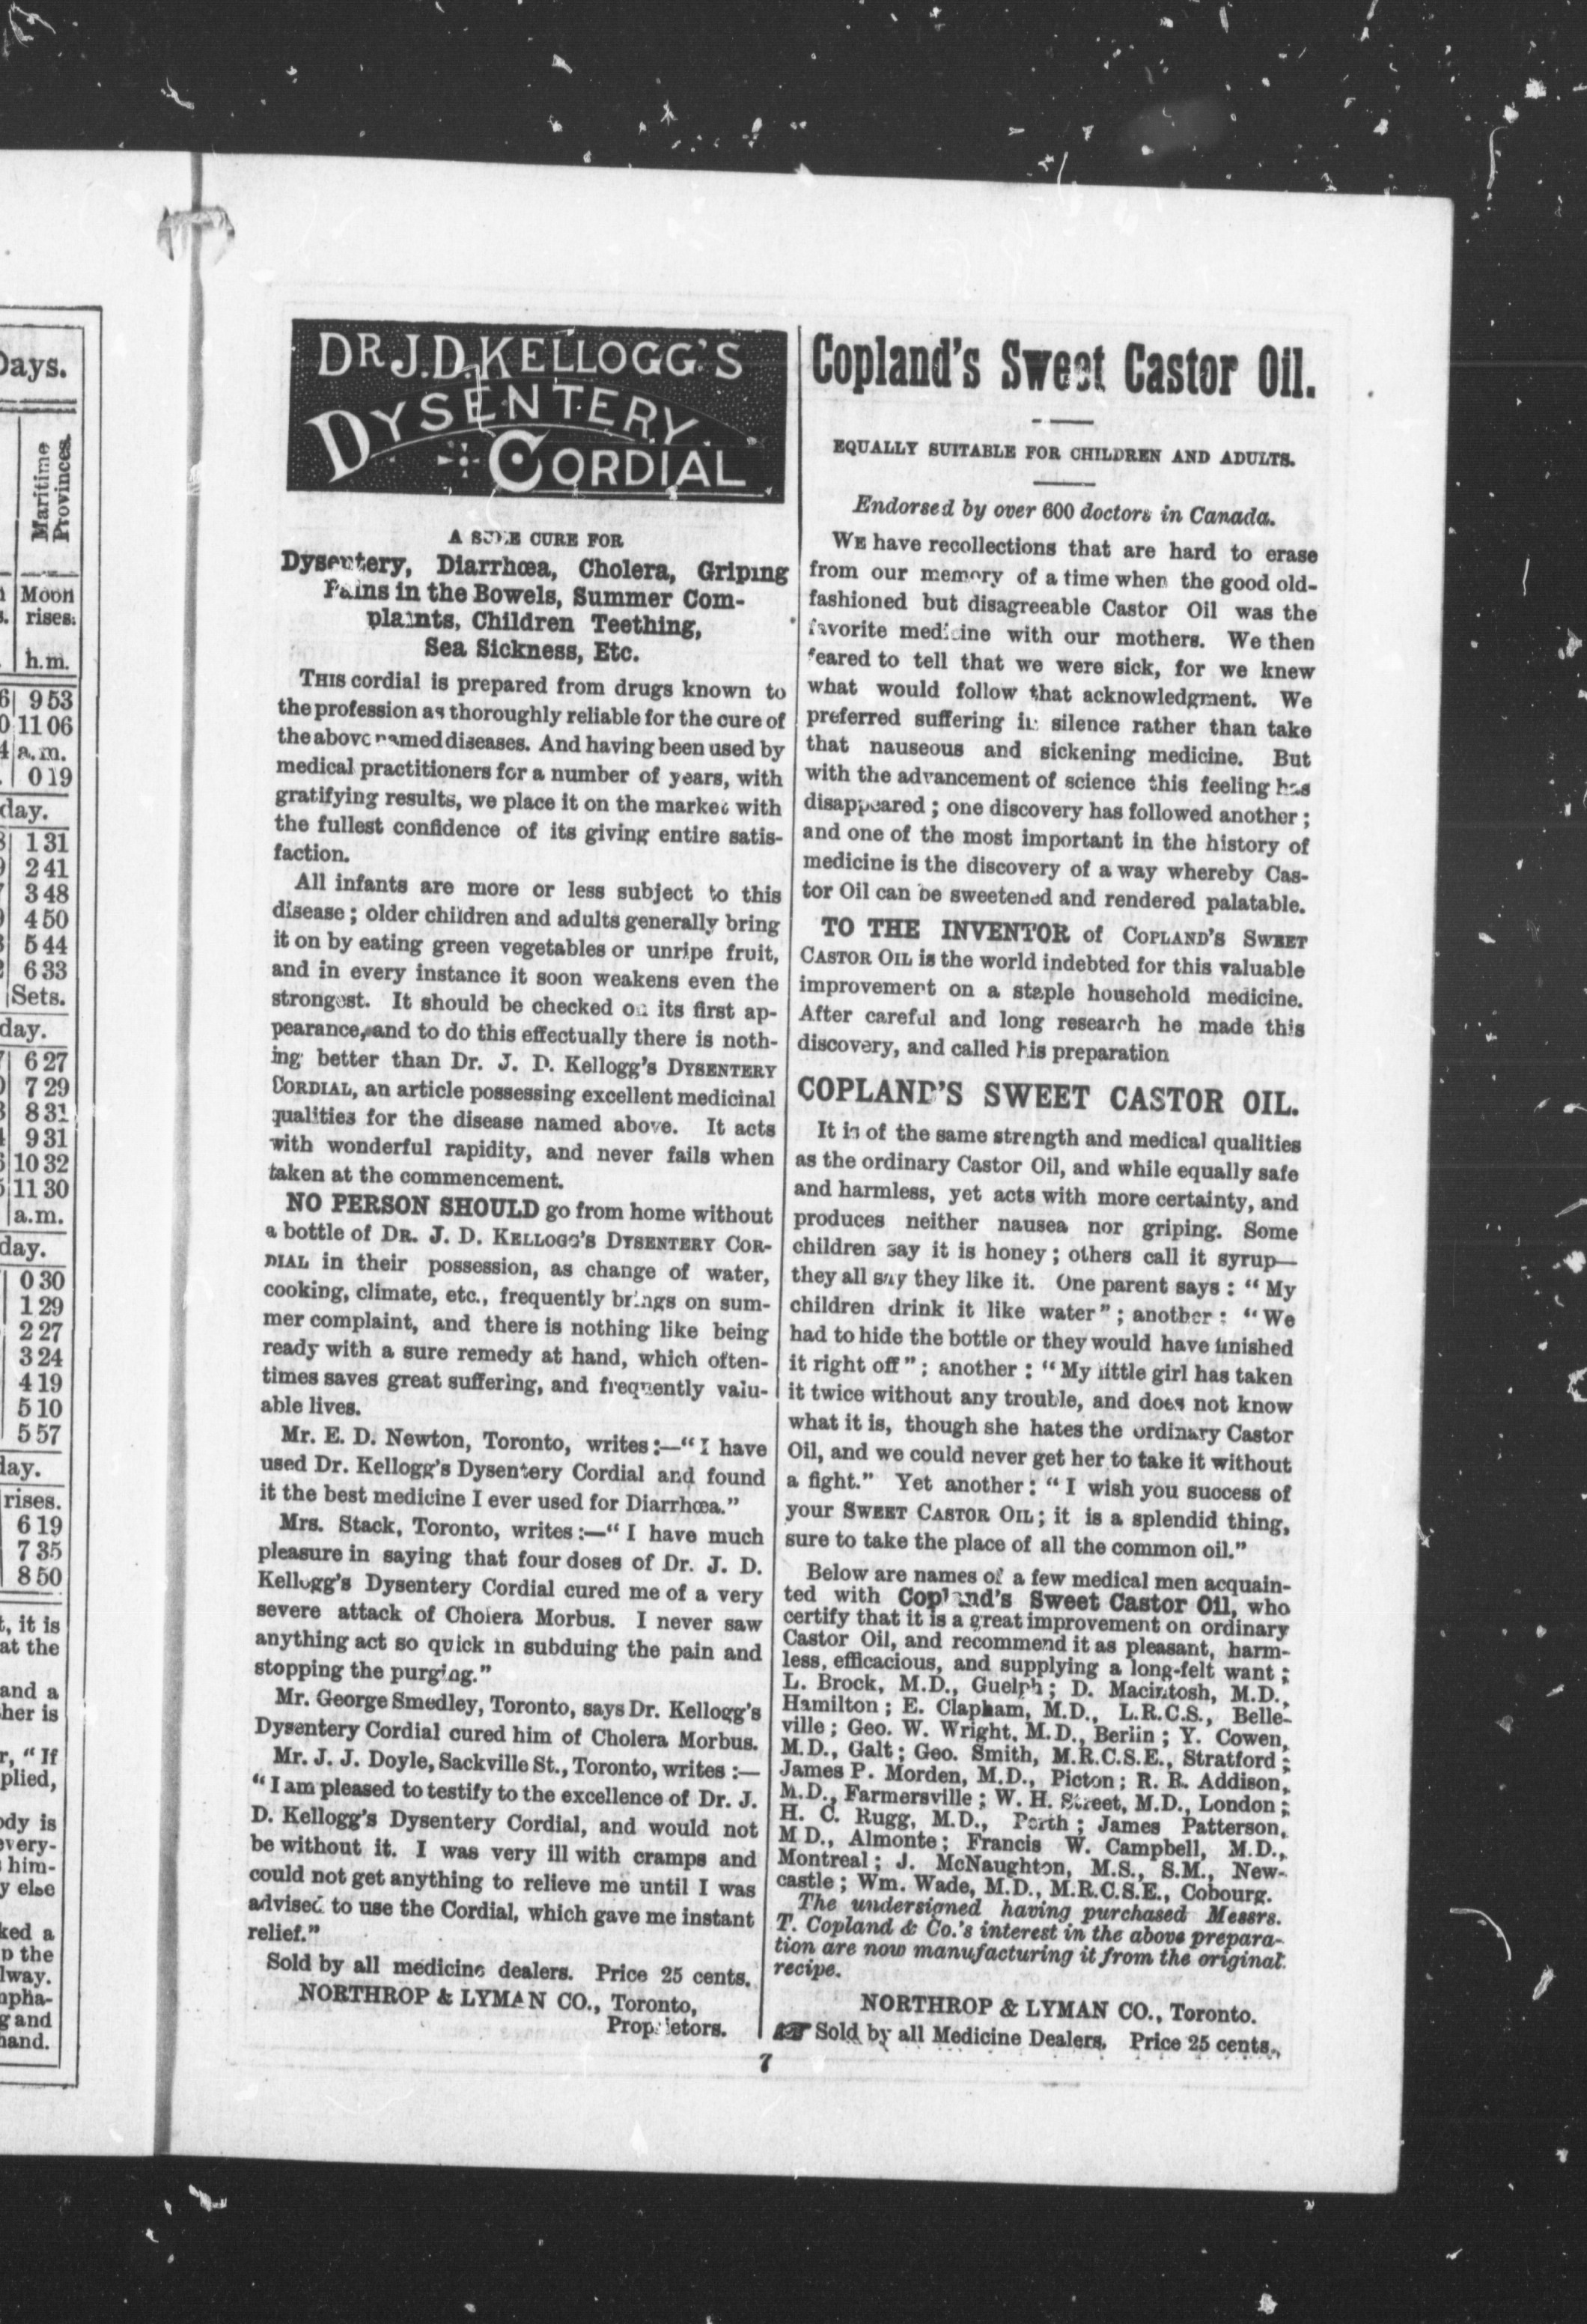 Days.
Maritime
Provinces.
Moon
rises.
h.m.
9 53
11 06
a.m.
0 19
day.
1 31
2 41
3 48
4 50
5 44
6 33
Sets.
day.
6 27
7 29
8 31
9 31
10 32
11 30
a.m.
day.
0 30
1 29
2 27
3 24
4 19
5 10
5 57
day.
rises.
6 19
7 35
8 50
t, it is
at the
and a
her is
r, "If
plied,
ody is
every-
him-
y else
ked a
n the
lway.
mpha-
g and
hand.
DR J.D. KELLOGG'S
DYSENTERY
CORDIAL
A SURE CURE FOR
Dysentery, Diarrhœa, Cholera, Griping
Pains in the Bowels, Summer Com-
plaints, Children Teething,
Sea Sickness, Etc.
THIS cordial is prepared from drugs known to
the profession as thoroughly reliable for the cure of
the above named diseases. And having been used by
medical practitioners for a number of years, with
gratifying results, we place it on the market with
the fullest confidence of its giving entire satis-
faction.
All infants are more or less subject to this
disease; older children and adults generally bring
it on by eating green vegetables or unripe fruit,
and in every instance it soon weakens even the
strongest. It should be checked on its first ap-
pearance, and to do this effectually there is noth-
ing better than Dr. J. D. Kellogg's DYSENTERY
CORDIAL, an article possessing excellent medicinal
qualities for the disease named above. It acts
with wonderful rapidity, and never fails when
taken at the commencement.
NO PERSON SHOULD go from home without
a bottle of DR. J. D. KELLOGG'S DYSENTERY COR-
DIAL in their possession, as change of water,
cooking, climate, etc., frequently brings on sum-
mer complaint, and there is nothing like being
ready with a sure remedy at hand, which often-
times saves great suffering, and frequently valu-
able lives.
Mr. E. D. Newton, Toronto, writes:—"I have
used Dr. Kellogg's Dysentery Cordial and found
it the best medicine I ever used for Diarrhœa."
Mrs. Stack, Toronto, writes:—"I have much
pleasure in saying that four doses of Dr. J. D.
Kellogg's Dysentery Cordial cured me of a very
severe attack of Cholera Morbus. I never saw
anything act so quick in subduing the pain and
stopping the purging."
Mr. George Smedley, Toronto, says Dr. Kellogg's
Dysentery Cordial cured him of Cholera Morbus.
Mr. J. J. Doyle, Sackville St., Toronto, writes:—
"I am pleased to testify to the excellence of Dr. J.
D. Kellogg's Dysentery Cordial, and would not
be without it. I was very ill with cramps and
could not get anything to relieve me until I was
advised to use the Cordial, which gave me instant
relief."
Sold by all medicine dealers. Price 25 cents.
NORTHROP & LYMAN CO., Toronto,
Proprietors.
Copland's Sweet Castor Oil.
EQUALLY SUITABLE FOR CHILDREN AND ADULTS.
Endorsed by over 600 doctors in Canada.
WE have recollections that are hard to erase
from our memory of a time when the good old-
fashioned but disagreeable Castor Oil was the
favorite medicine with our mothers. We then
feared to tell that we were sick, for we knew
what would follow that acknowledgment. We
preferred suffering in silence rather than take
that nauseous and sickening medicine. But
with the advancement of science this feeling has
disappeared; one discovery has followed another;
and one of the most important in the history of
medicine is the discovery of a way whereby Cas-
tor Oil can be sweetened and rendered palatable.
TO THE INVENTOR of COPLAND'S SWEET
CASTOR OIL is the world indebted for this valuable
improvement on a staple household medicine.
After careful and long research he made this
discovery, and called his preparation
COPLAND'S SWEET CASTOR OIL.
It is of the same strength and medical qualities
as the ordinary Castor Oil, and while equally safe
and harmless, yet acts with more certainty, and
produces neither nausea nor griping. Some
children say it is honey; others call it syrup—
they all say they like it. One parent says: "My
children drink it like water"; another: "We
had to hide the bottle or they would have finished
it right off"; another: "My little girl has taken
it twice without any trouble, and does not know
what it is, though she hates the ordinary Castor
Oil, and we could never get her to take it without
a fight." Yet another: "I wish you success of
your SWEET CASTOR OIL; it is a splendid thing,
sure to take the place of all the common oil."
Below are names of a few medical men acquain-
ted with Copland's Sweet Castor Oil, who
certify that it is a great improvement on ordinary
Castor Oil, and recommend it as pleasant, harm-
less, efficacious, and supplying a long-felt want:
L. Brock, M.D., Guelph; D. Macintosh, M.D.,
Hamilton; E. Clapham, M.D., L.R.C.S., Belle-
ville; Geo. W. Wright, M.D., Berlin; Y. Cowen,
M.D., Galt; Geo. Smith, M.R.C.S.E., Stratford;
James P. Morden, M.D., Picton; R. R. Addison,
M.D., Farmersville; W. H. Street, M.D., London;
H. C. Rugg, M.D., Perth; James Patterson,
M D., Almonte; Francis W. Campbell, M.D.,
Montreal; J. McNaughton, M.S., S.M., New-
castle; Wm. Wade, M.D., M.R.C.S.E., Cobourg.
The undersigned having purchased Messrs.
T. Copland & Co.'s interest in the above prepara-
tion are now manufacturing it from the original
recipe.
NORTHROP & LYMAN CO., Toronto.
☞ Sold by all Medicine Dealers. Price 25 cents.
7